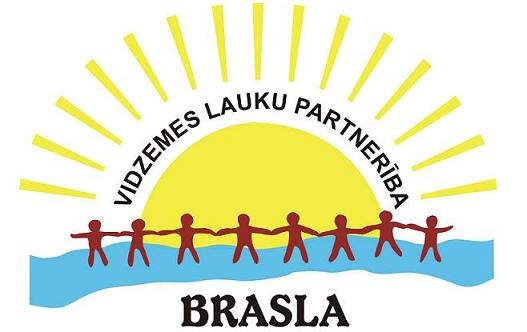 VIDZEMES LAUKU PARTNERĪBA
BRASLA